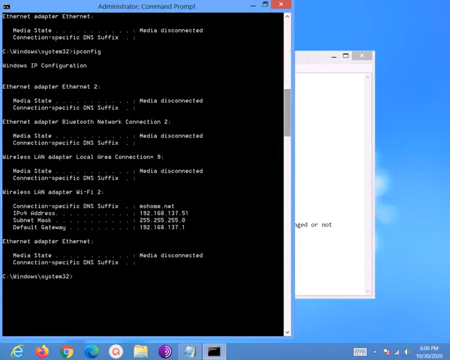 Administrator: Command Prompt
Ethernet adapter Ethernet:
Media State . . . . . . . . . . . : Media disconnected
Connection-specific DNS Suffix  . :
C:\Windows\system32>ipconfig
Windows IP Configuration
Ethernet adapter Ethernet 2:
Media State . . . . . . . . . . . : Media disconnected
Connection-specific DNS Suffix  . :
Ethernet adapter Bluetooth Network Connection 2:
Media State . . . . . . . . . . . : Media disconnected
Connection-specific DNS Suffix  . :
Wireless LAN adapter Local Area Connection* 9:
Media State . . . . . . . . . . . : Media disconnected
Connection-specific DNS Suffix  . :
Wireless LAN adapter Wi-Fi 2:
Connection-specific DNS Suffix  . : mshome.net
IPv4 Address. . . . . . . . . . . : 192.168.137.51
Subnet Mask . . . . . . . . . . . : 255.255.255.0
Default Gateway . . . . . . . . . : 192.168.137.1
nged or not
Ethernet adapter Ethernet:
Media State . . . . . . . . . . . : Media disconnected
Connection-specific DNS Suffix  . :
C:\Windows\system32>
6:06 PM
10/30/2020